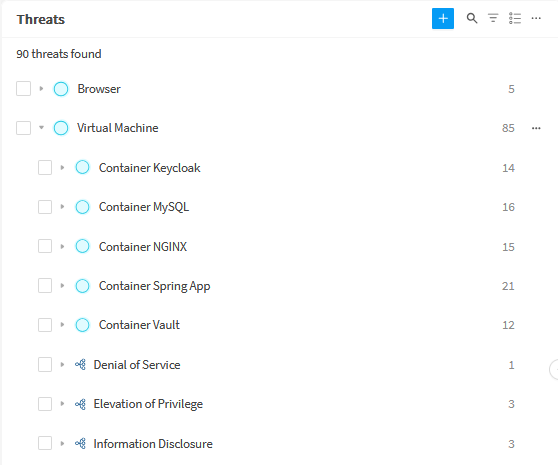 Threats
90 threats found
Browser 5
Virtual Machine 85
Container Keycloak 14
Container MySQL 16
Container NGINX 15
Container Spring App 21
Container Vault 12
Denial of Service 1
Elevation of Privilege 3
Information Disclosure 3